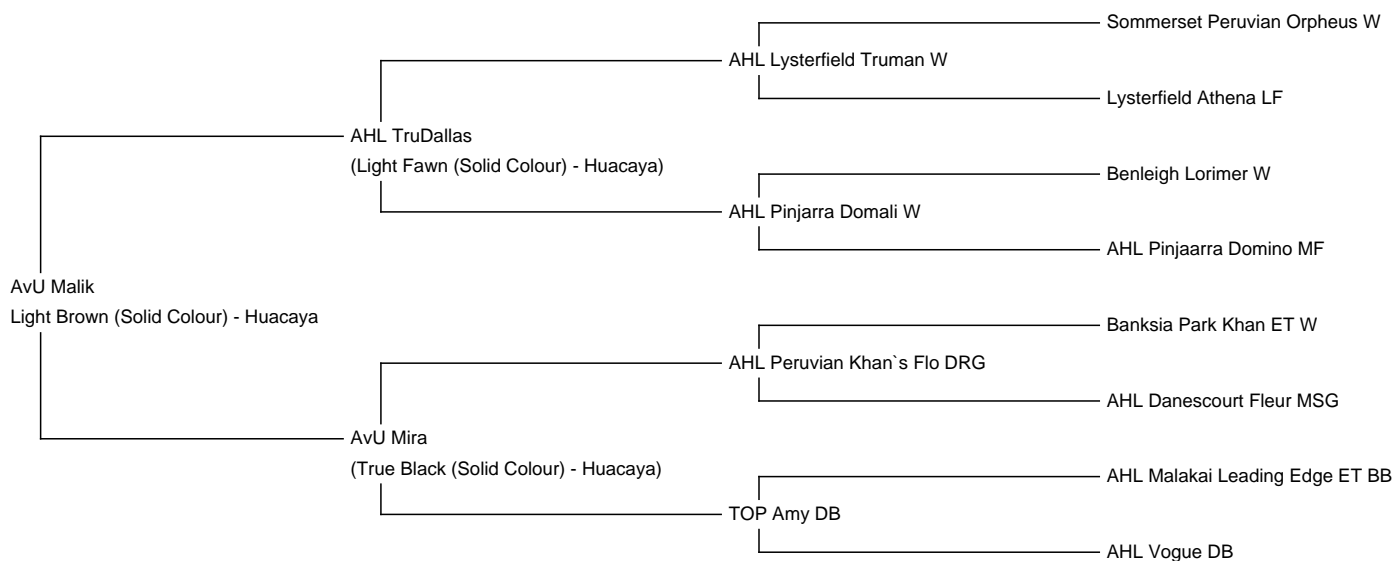 Sommerset Peruvian Orpheus W
AHL Lysterfield Truman W
Lysterfield Athena LF
AHL TruDallas
(Light Fawn (Solid Colour) - Huacaya)
Benleigh Lorimer W
AHL Pinjarra Domali W
AHL Pinjaarra Domino MF
AvU Malik
Light Brown (Solid Colour) - Huacaya
Banksia Park Khan ET W
AHL Peruvian Khan`s Flo DRG
AHL Danescourt Fleur MSG
AvU Mira
(True Black (Solid Colour) - Huacaya)
AHL Malakai Leading Edge ET BB
TOP Amy DB
AHL Vogue DB